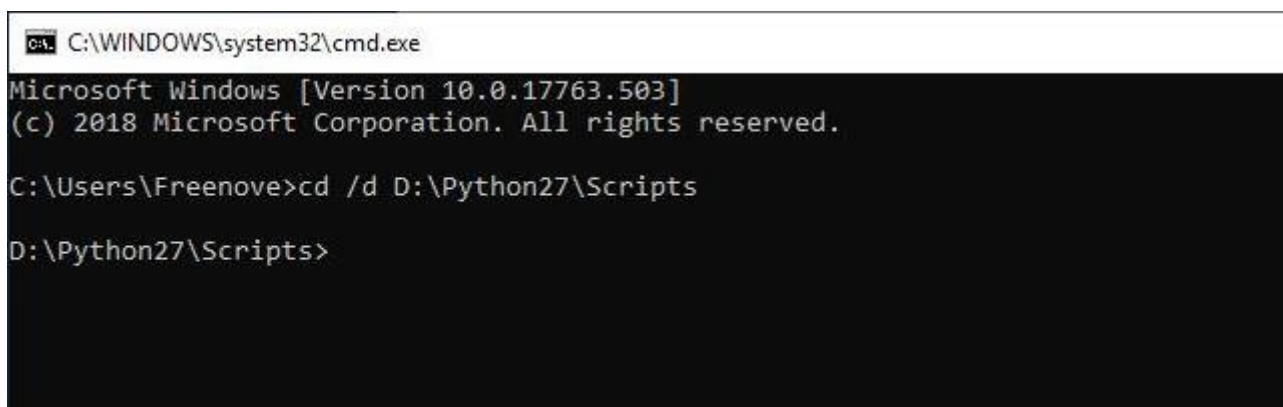 C:\WINDOWS\system32\cmd.exe
Microsoft Windows [Version 10.0.17763.503]
(c) 2018 Microsoft Corporation. All rights reserved.
C:\Users\Freenove>cd /d D:\Python27\Scripts
D:\Python27\Scripts>